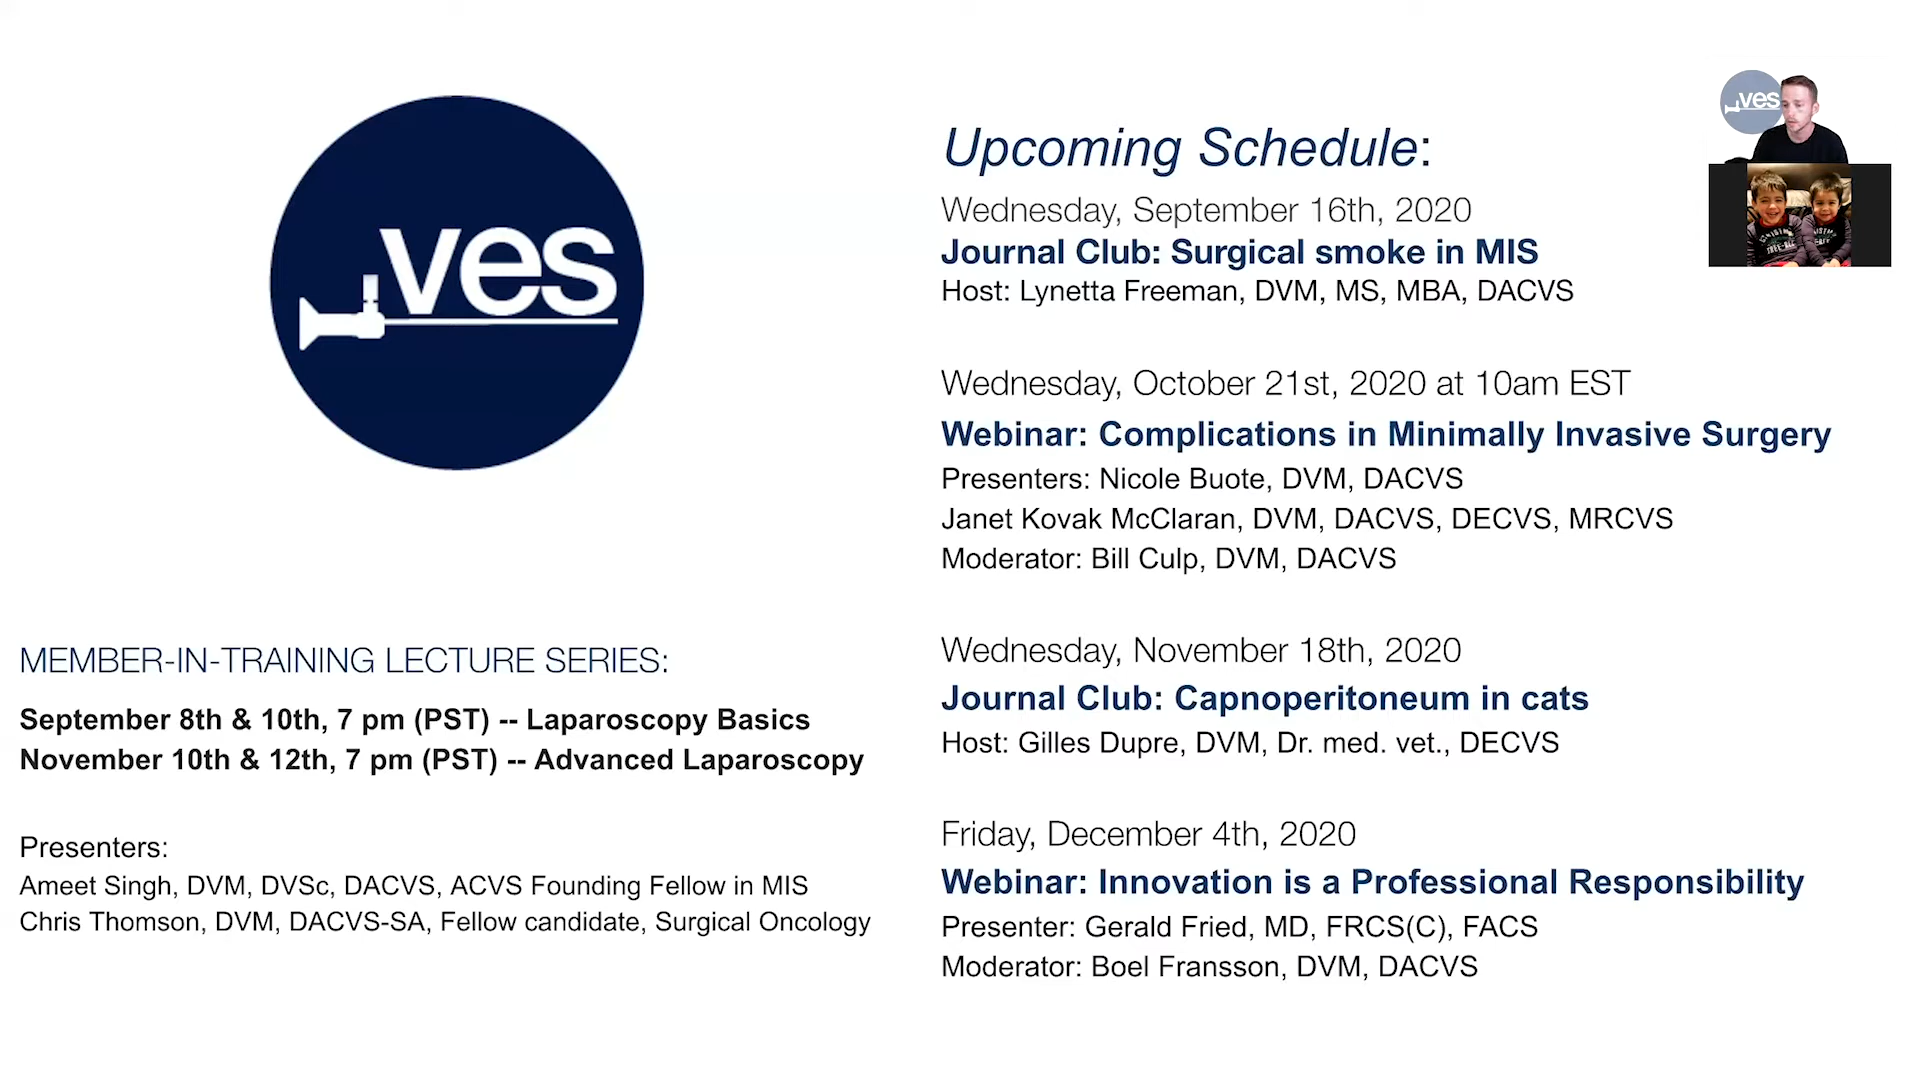 ves
MEMBER-IN-TRAINING LECTURE SERIES:
September 8th & 10th, 7 pm (PST) -- Laparoscopy Basics
November 10th & 12th, 7 pm (PST) -- Advanced Laparoscopy
Presenters:
Ameet Singh, DVM, DVSc, DACVS, ACVS Founding Fellow in MIS
Chris Thomson, DVM, DACVS-SA, Fellow candidate, Surgical Oncology
Upcoming Schedule:
Wednesday, September 16th, 2020
Journal Club: Surgical smoke in MIS
Host: Lynetta Freeman, DVM, MS, MBA, DACVS
Wednesday, October 21st, 2020 at 10am EST
Webinar: Complications in Minimally Invasive Surgery
Presenters: Nicole Buote, DVM, DACVS
Janet Kovak McClaran, DVM, DACVS, DECVS, MRCVS
Moderator: Bill Culp, DVM, DACVS
Wednesday, November 18th, 2020
Journal Club: Capnoperitoneum in cats
Host: Gilles Dupre, DVM, Dr. med. vet., DECVS
Friday, December 4th, 2020
Webinar: Innovation is a Professional Responsibility
Presenter: Gerald Fried, MD, FRCS(C), FACS
Moderator: Boel Fransson, DVM, DACVS
ves